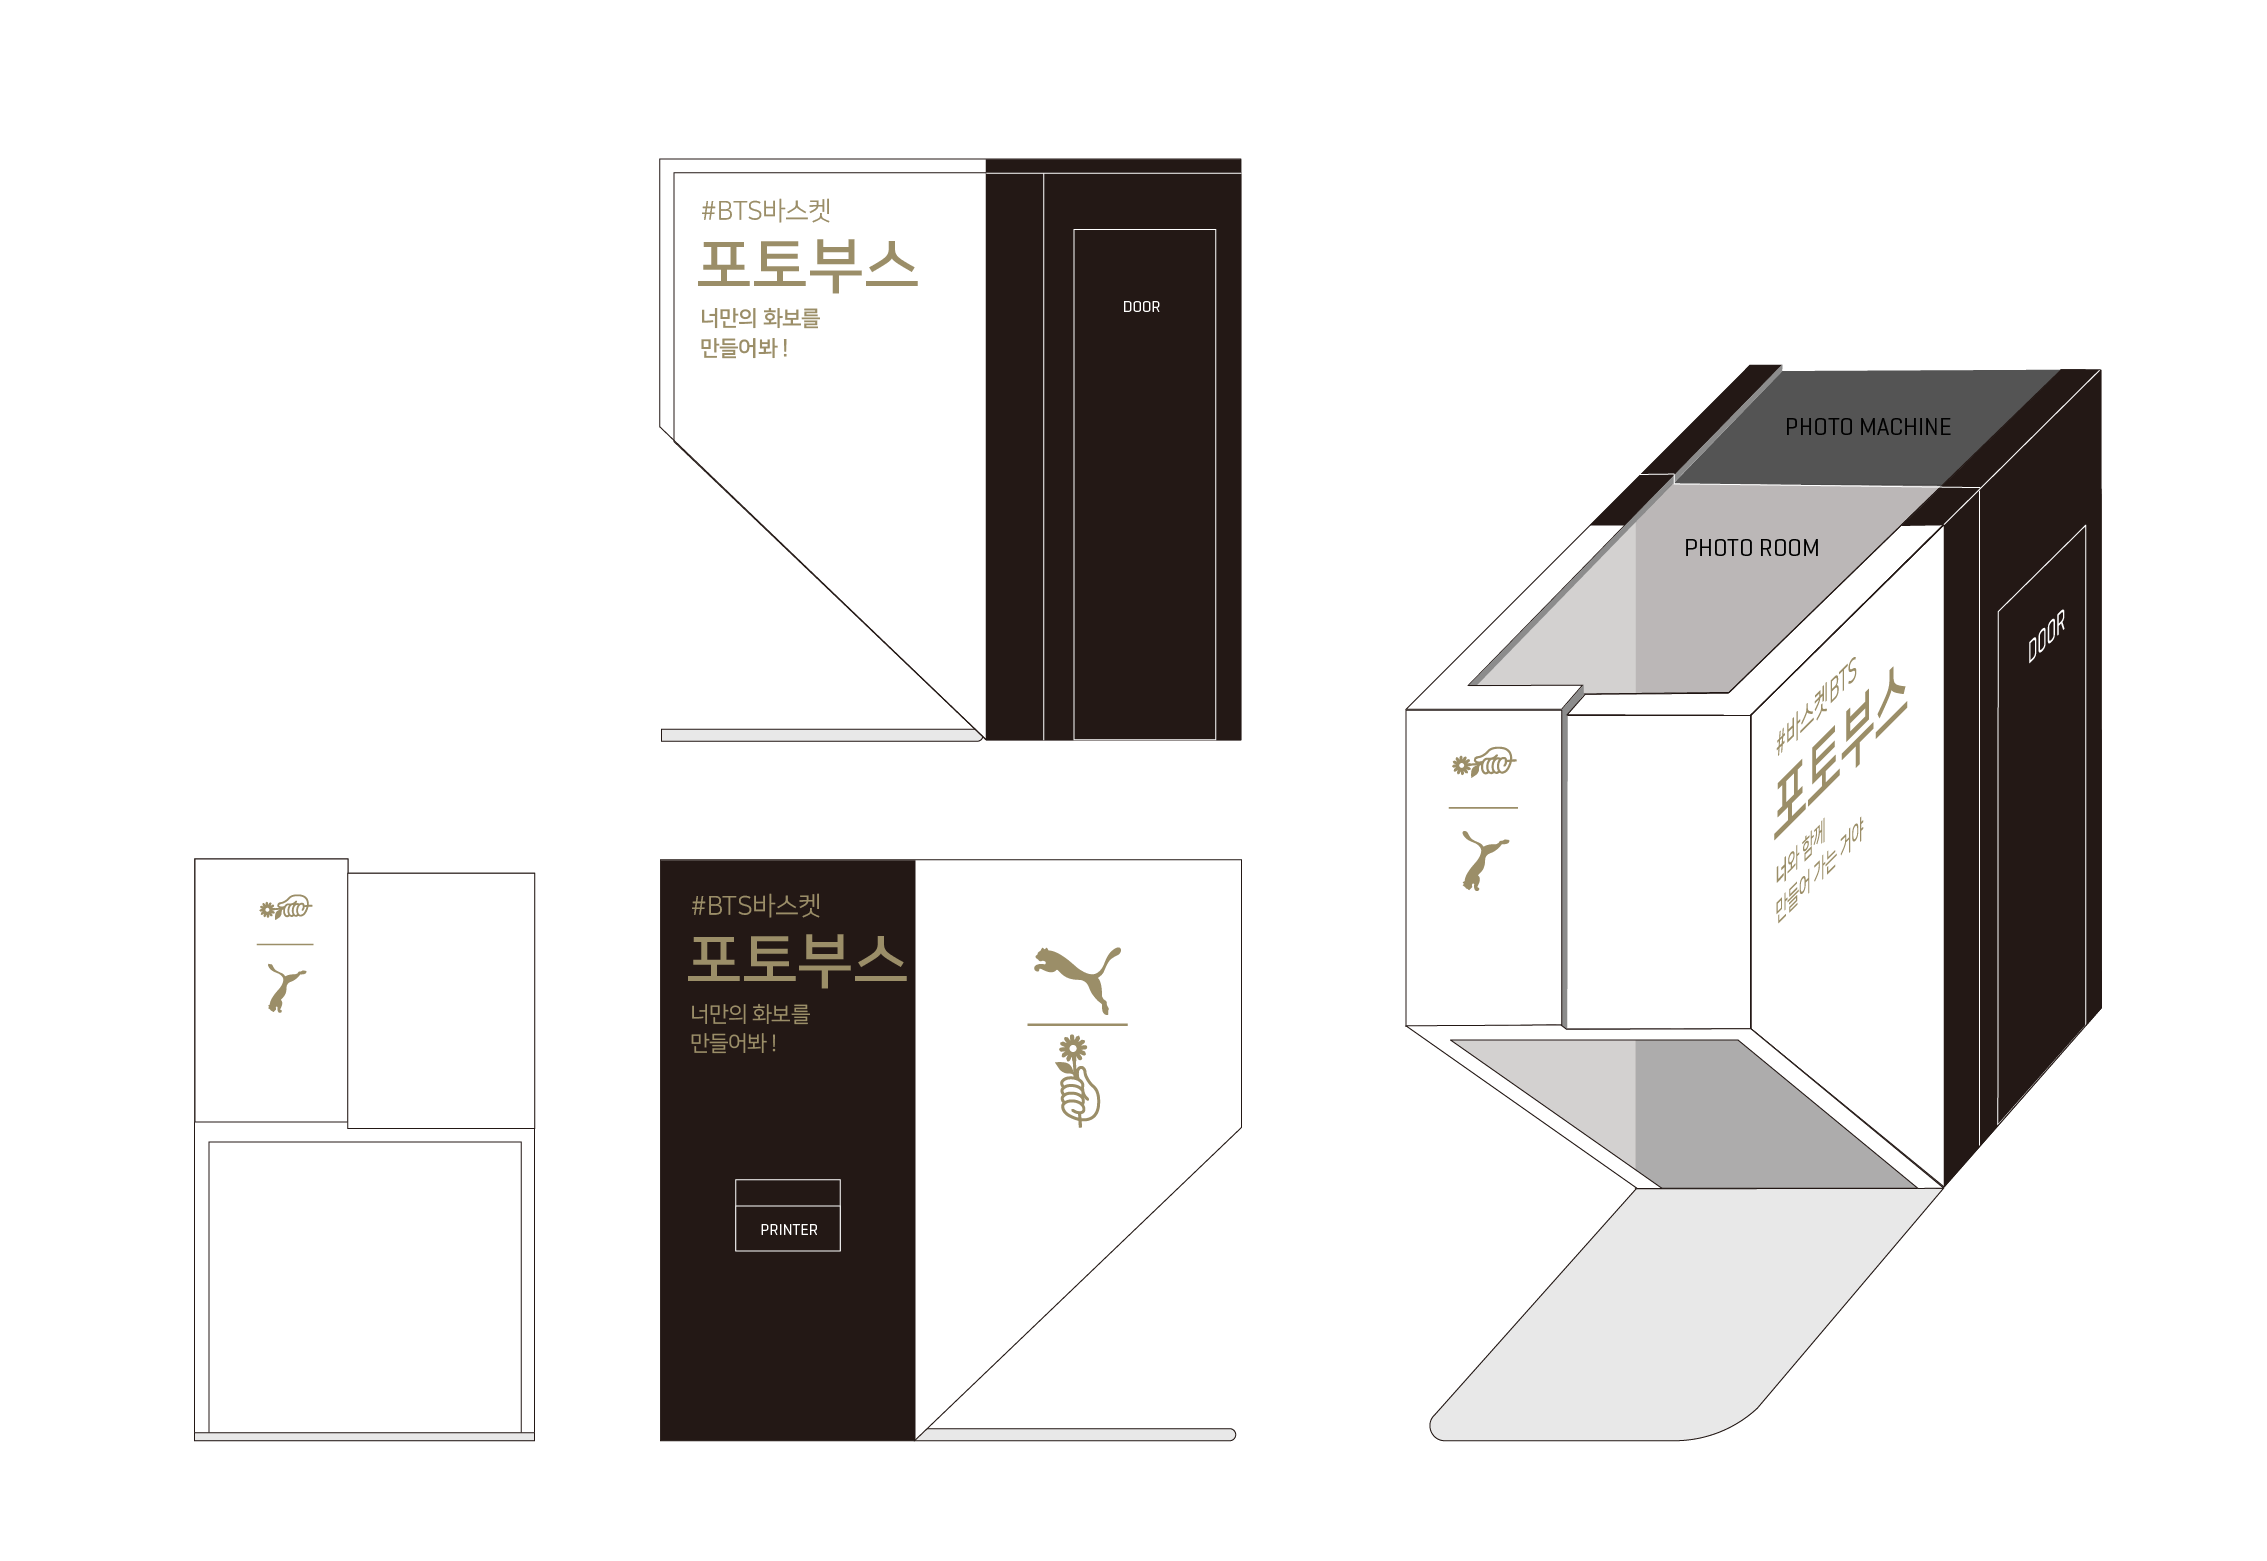 #BTS바스켓
포토부스
너만의 화보를
만들어봐 !
DOOR
#BTS바스켓
포토부스
너만의 화보를
만들어봐 !
PRINTER
PHOTO MACHINE
PHOTO ROOM
DOOR
#바스켓 BTS
포토부스
너와 함께
만들어 가는 거야